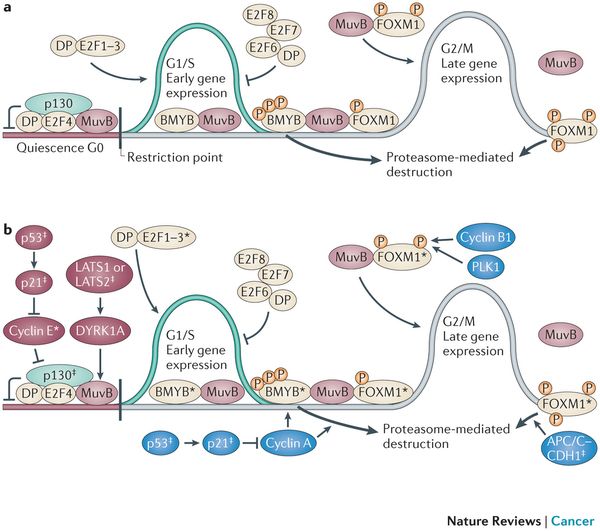 a
E2F8
E2F7
E2F6
DP
DP
E2F1–3
G1/S
Early gene
expression
MuvB
P
P
FOXM1
G2/M
Late gene
expression
MuvB
p130
DP
E2F4
MuvB
BMYB
MuvB
P
P
P
BMYB
MuvB
P
FOXM1
P
P
FOXM1
P
Quiescence G0
Restriction point
Proteasome-mediated
destruction
b
p53‡
p21‡
Cyclin E*
LATS1 or
LATS2‡
DYRK1A
DP
E2F1–3*
E2F8
E2F7
E2F6
DP
G1/S
Early gene
expression
MuvB
P
P
FOXM1*
Cyclin B1
PLK1
G2/M
Late gene
expression
MuvB
p130‡
DP
E2F4
MuvB
BMYB*
MuvB
P
P
P
BMYB*
MuvB
P
FOXM1*
P
P
FOXM1*
P
p53‡
p21‡
Cyclin A
Proteasome-mediated
destruction
APC/C–
CDH1‡
Nature Reviews | Cancer